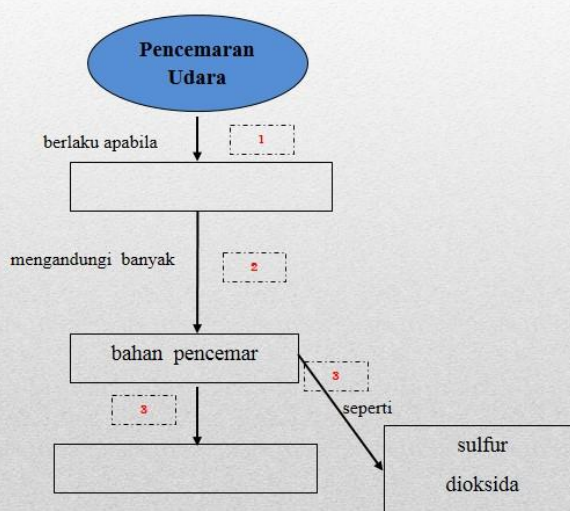 Pencemaran
Udara
berlaku apabila
1
mengandungi banyak
2
bahan pencemar
3
3
seperti
sulfur
dioksida